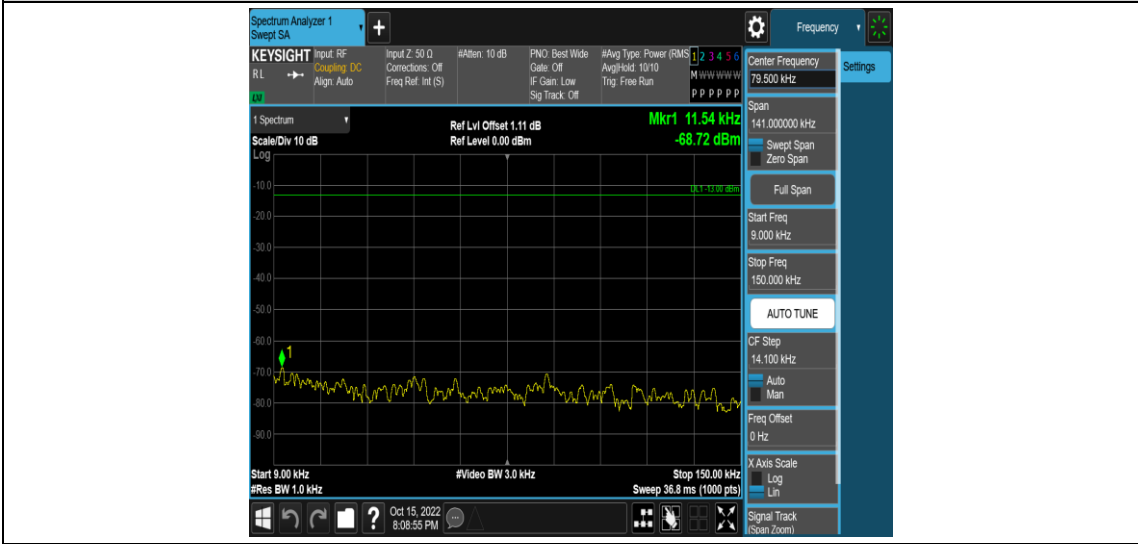 Spectrum Analyzer 1
Swept SA
+
Frequency
KEYSIGHT
RL
Input: RF
Coupling: DC
Align: Auto
Input Z: 50 Ω
Corrections: Off
Freq Ref: Int (S)
#Atten: 10 dB
PNO: Best Wide
Gate: Off
IF Gain: Low
Sig Track: Off
#Avg Type: Power (RMS
Avg|Hold: 10/10
Trig: Free Run
1 2 3 4 5 6
M W W W W W
P P P P P P
1 Spectrum
Scale/Div 10 dB
Log
Ref Lvl Offset 1.11 dB
Ref Level 0.00 dBm
Mkr1 11.54 kHz
-68.72 dBm
DL1 -13.00 dBm
-10.0
-20.0
-30.0
-40.0
-50.0
-60.0
-70.0
-80.0
-90.0
1
Start 9.00 kHz
#Res BW 1.0 kHz
#Video BW 3.0 kHz
Stop 150.00 kHz
Sweep 36.8 ms (1000 pts)
?
Oct 15, 2022
8:08:55 PM
Center Frequency
79.500 kHz
Settings
Span
141.000000 kHz
Swept Span
Zero Span
Full Span
Start Freq
9.000 kHz
Stop Freq
150.000 kHz
AUTO TUNE
CF Step
14.100 kHz
Auto
Man
Freq Offset
0 Hz
X Axis Scale
Log
Lin
Signal Track
(Span Zoom)